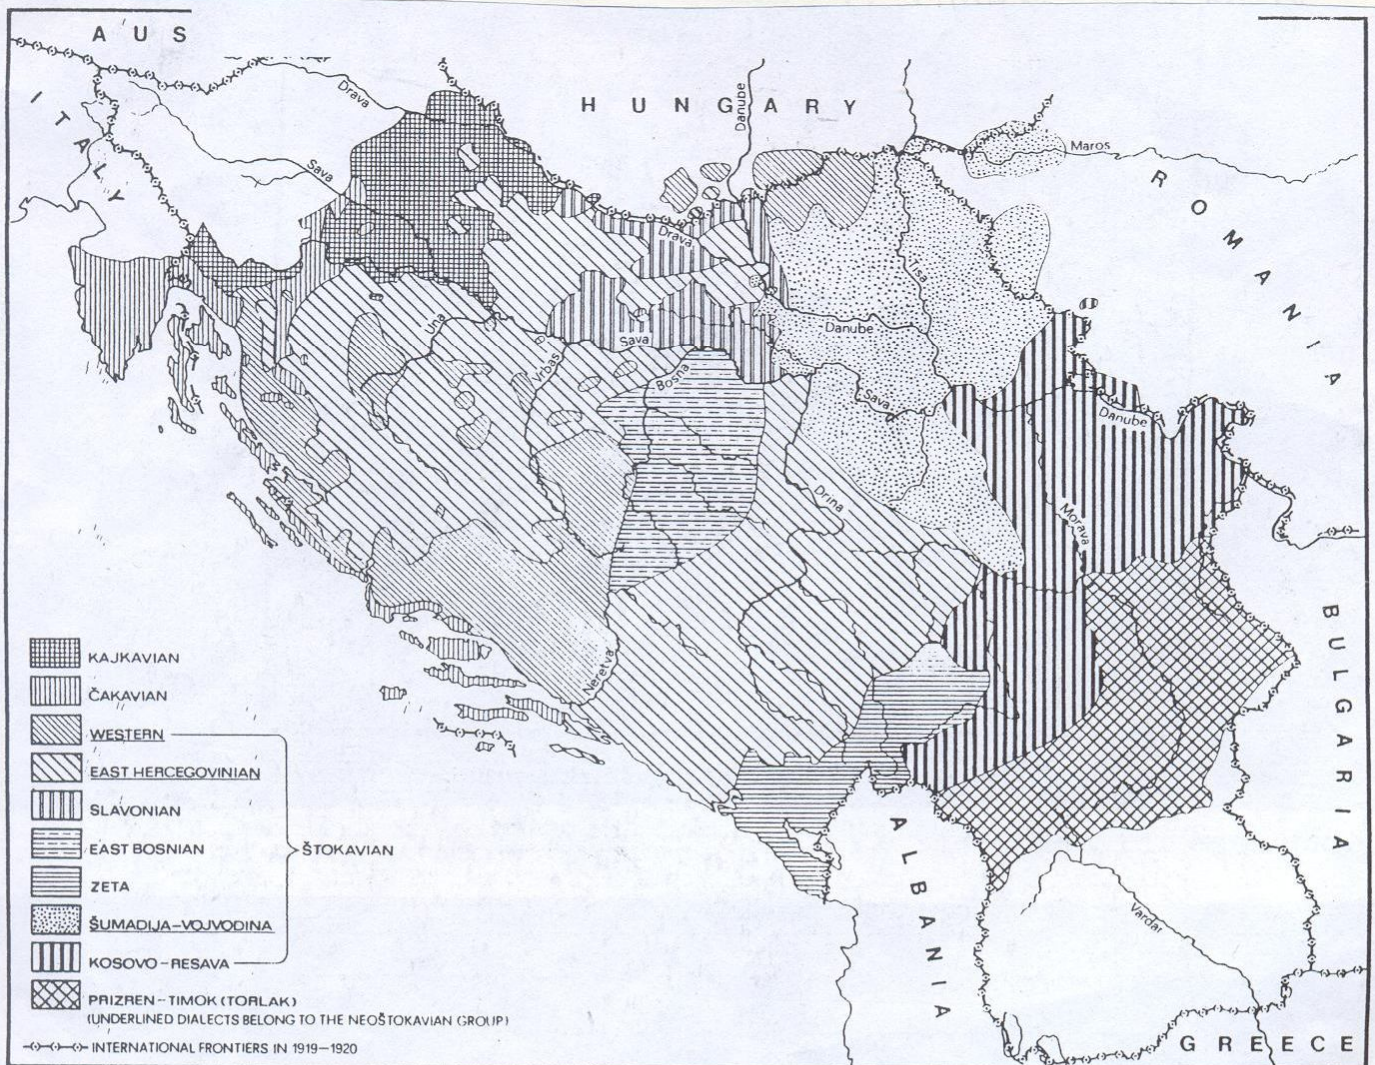 AUS
ITALY
HUNGARY
ROMANIA
BULGARIA
ALBANIA
GREECE
Drava
Sava
Danube
Maros
Drava
Tisa
Danube
Una
Vrbas
Sava
Bosna
Sava
Danube
Drina
Morava
Neretva
Vardar
KAJKAVIAN
ČAKAVIAN
WESTERN
EAST HERCEGOVINIAN
SLAVONIAN
EAST BOSNIAN
ŠTOKAVIAN
ZETA
ŠUMADIJA–VOJVODINA
KOSOVO–RESAVA
PRIZREN–TIMOK (TORLAK)
(UNDERLINED DIALECTS BELONG TO THE NEOŠTOKAVIAN GROUP)
INTERNATIONAL FRONTIERS IN 1919–1920